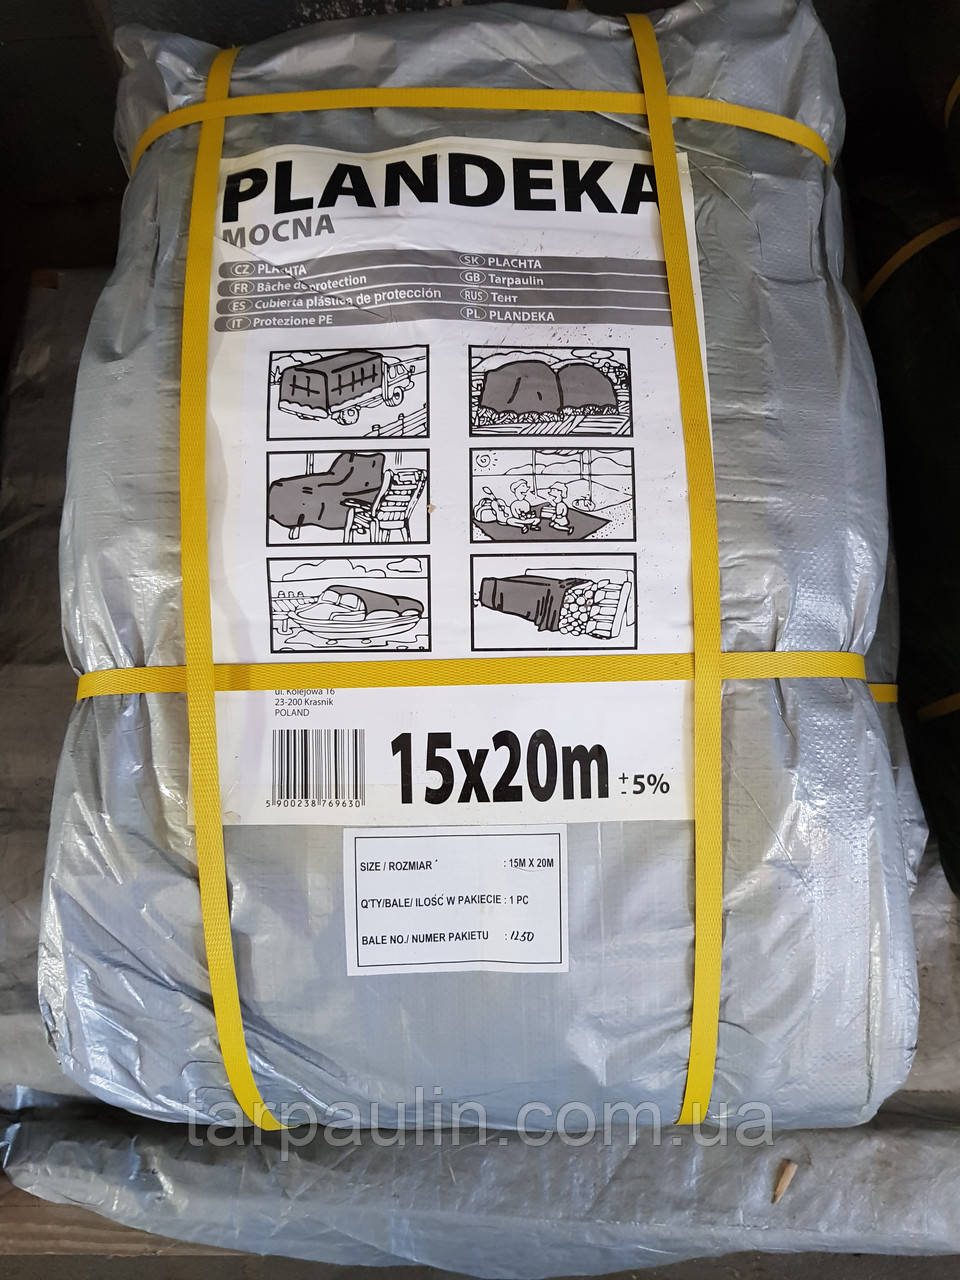 PLANDEKA
MOCNA
CZ PLACHTA
FR Bâche de protection
ES Cubierta plástica de protección
IT Protezione PE
SK PLACHTA
GB Tarpaulin
RUS Тент
PL PLANDEKA
ul. Kolejowa 16
23-200 Krasnik
POLAND
5 900238 769630
15x20m +- 5%
SIZE / ROZMIAR : 15M X 20M
Q'TY/BALE/ ILOŚĆ W PAKIECIE : 1 PC
BALE NO./ NUMER PAKIETU : 1250
tarpaulin.com.ua